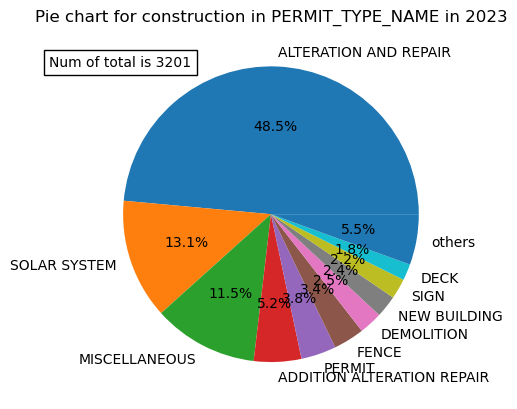 Pie chart for construction in PERMIT_TYPE_NAME in 2023
Num of total is 3201
ALTERATION AND REPAIR
48.5%
SOLAR SYSTEM
13.1%
MISCELLANEOUS
11.5%
ADDITION ALTERATION REPAIR
5.2%
PERMIT
3.8%
FENCE
3.4%
DEMOLITION
2.5%
NEW BUILDING
2.4%
SIGN
2.2%
DECK
1.8%
others
5.5%